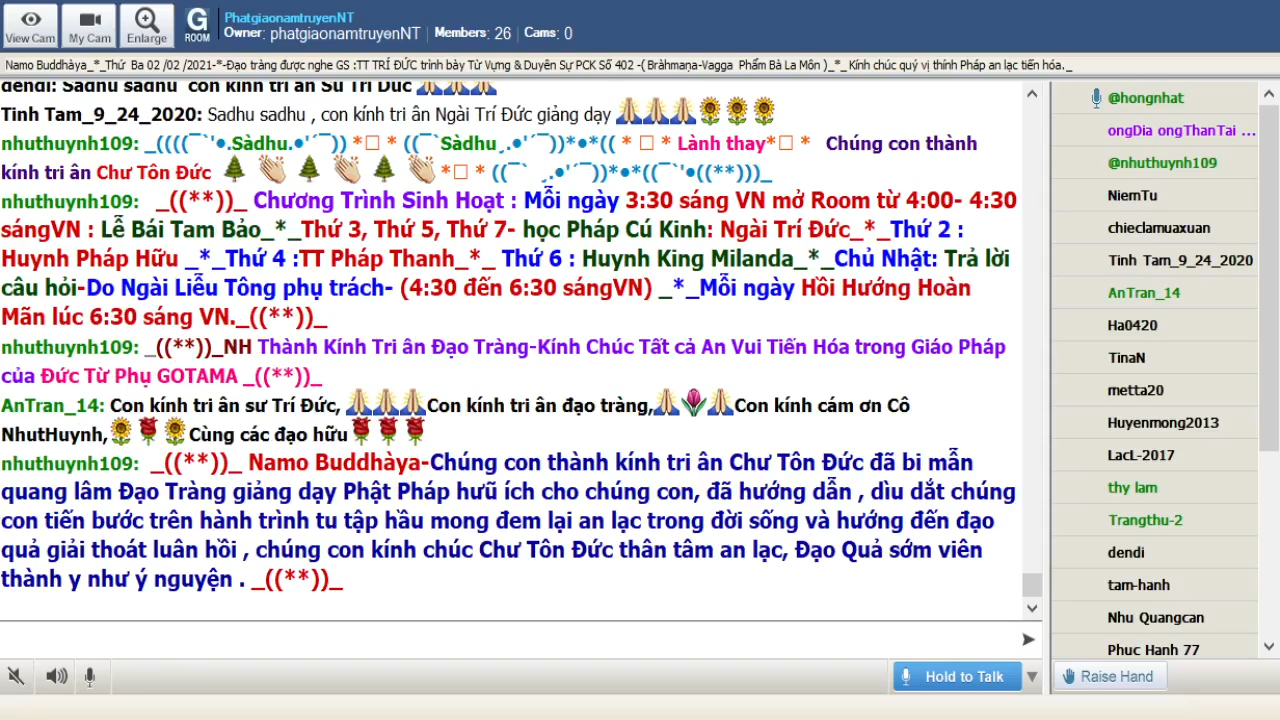 View Cam
My Cam
Enlarge
G ROOM
PhatgiaonamtruyenNT
Owner: phatgiaonamtruyenNT | Members: 26 | Cams: 0
Namo Buddhàya_*_Thứ Ba 02 /02 /2021-*-Đạo tràng được nghe GS :TT TRÍ ĐỨC trình bày Từ Vựng & Duyên Sự PCK Số 402 -( Bràhmaṇa-Vagga Phẩm Bà La Môn )_*_ Kính chúc quý vị thính Pháp an lạc tiến hóa._
dendi: Sadhu sadhu con kinh tri ân Sư Trí Đức 🙏🙏🙏
Tinh Tam_9_24_2020: Sadhu sadhu , con kính tri ân Ngài Trí Đức giảng dạy 🙏🙏🙏🌻🌻🌻
nhuthuynh109: _((((¯`'•.Sàdhu.•'´¯)) *□ * ((¯`Sàdhu¸.•'´¯))*•*(( * □ * Lành thay*□ * Chúng con thành
kính tri ân Chư Tôn Đức 🌲 👏 🌲 👏 🌲 👏 *□ * ((¯` ¸.•'´¯))*•*((¯`'•((**)))_
nhuthuynh109: _((**))_ Chương Trình Sinh Hoạt : Mỗi ngày 3:30 sáng VN mở Room từ 4:00- 4:30
sángVN : Lễ Bái Tam Bảo_*_Thứ 3, Thứ 5, Thứ 7- học Pháp Cú Kinh: Ngài Trí Đức_*_Thứ 2 :
Huynh Pháp Hữu _*_Thứ 4 :TT Pháp Thanh_*_ Thứ 6 : Huynh King Milanda_*_Chủ Nhật: Trả lời
câu hỏi-Do Ngài Liễu Tông phụ trách- (4:30 đến 6:30 sángVN) _*_Mỗi ngày Hồi Hướng Hoàn
Mãn lúc 6:30 sáng VN._((**))_
nhuthuynh109: _((**))_NH Thành Kính Tri ân Đạo Tràng-Kính Chúc Tất cả An Vui Tiến Hóa trong Giáo Pháp
của Đức Từ Phụ GOTAMA _((**))_
AnTran_14: Con kính tri ân sư Trí Đức, 🙏🙏🙏Con kính tri ân đạo tràng,🙏🌷🙏Con kính cám ơn Cô
NhutHuynh,🌻🌹🌻Cùng các đạo hữu🌹🌹🌹
nhuthuynh109: _((**))_ Namo Buddhàya-Chúng con thành kính tri ân Chư Tôn Đức đã bi mẫn
quang lâm Đạo Tràng giảng dạy Phật Pháp hưũ ích cho chúng con, đã hướng dẫn , dìu dắt chúng
con tiến bước trên hành trình tu tập hầu mong đem lại an lạc trong đời sống và hướng đến đạo
quả giải thoát luân hồi , chúng con kính chúc Chư Tôn Đức thân tâm an lạc, Đạo Quả sớm viên
thành y như ý nguyện . _((**))_
@hongnhat
ongDia ongThanTai ...
@nhuthuynh109
NiemTu
chieclamuaxuan
Tinh Tam_9_24_2020
AnTran_14
Ha0420
TinaN
metta20
Huyenmong2013
LacL-2017
thy lam
Trangthu-2
dendi
tam-hanh
Nhu Quangcan
Phuc Hanh 77
Hold to Talk
Raise Hand